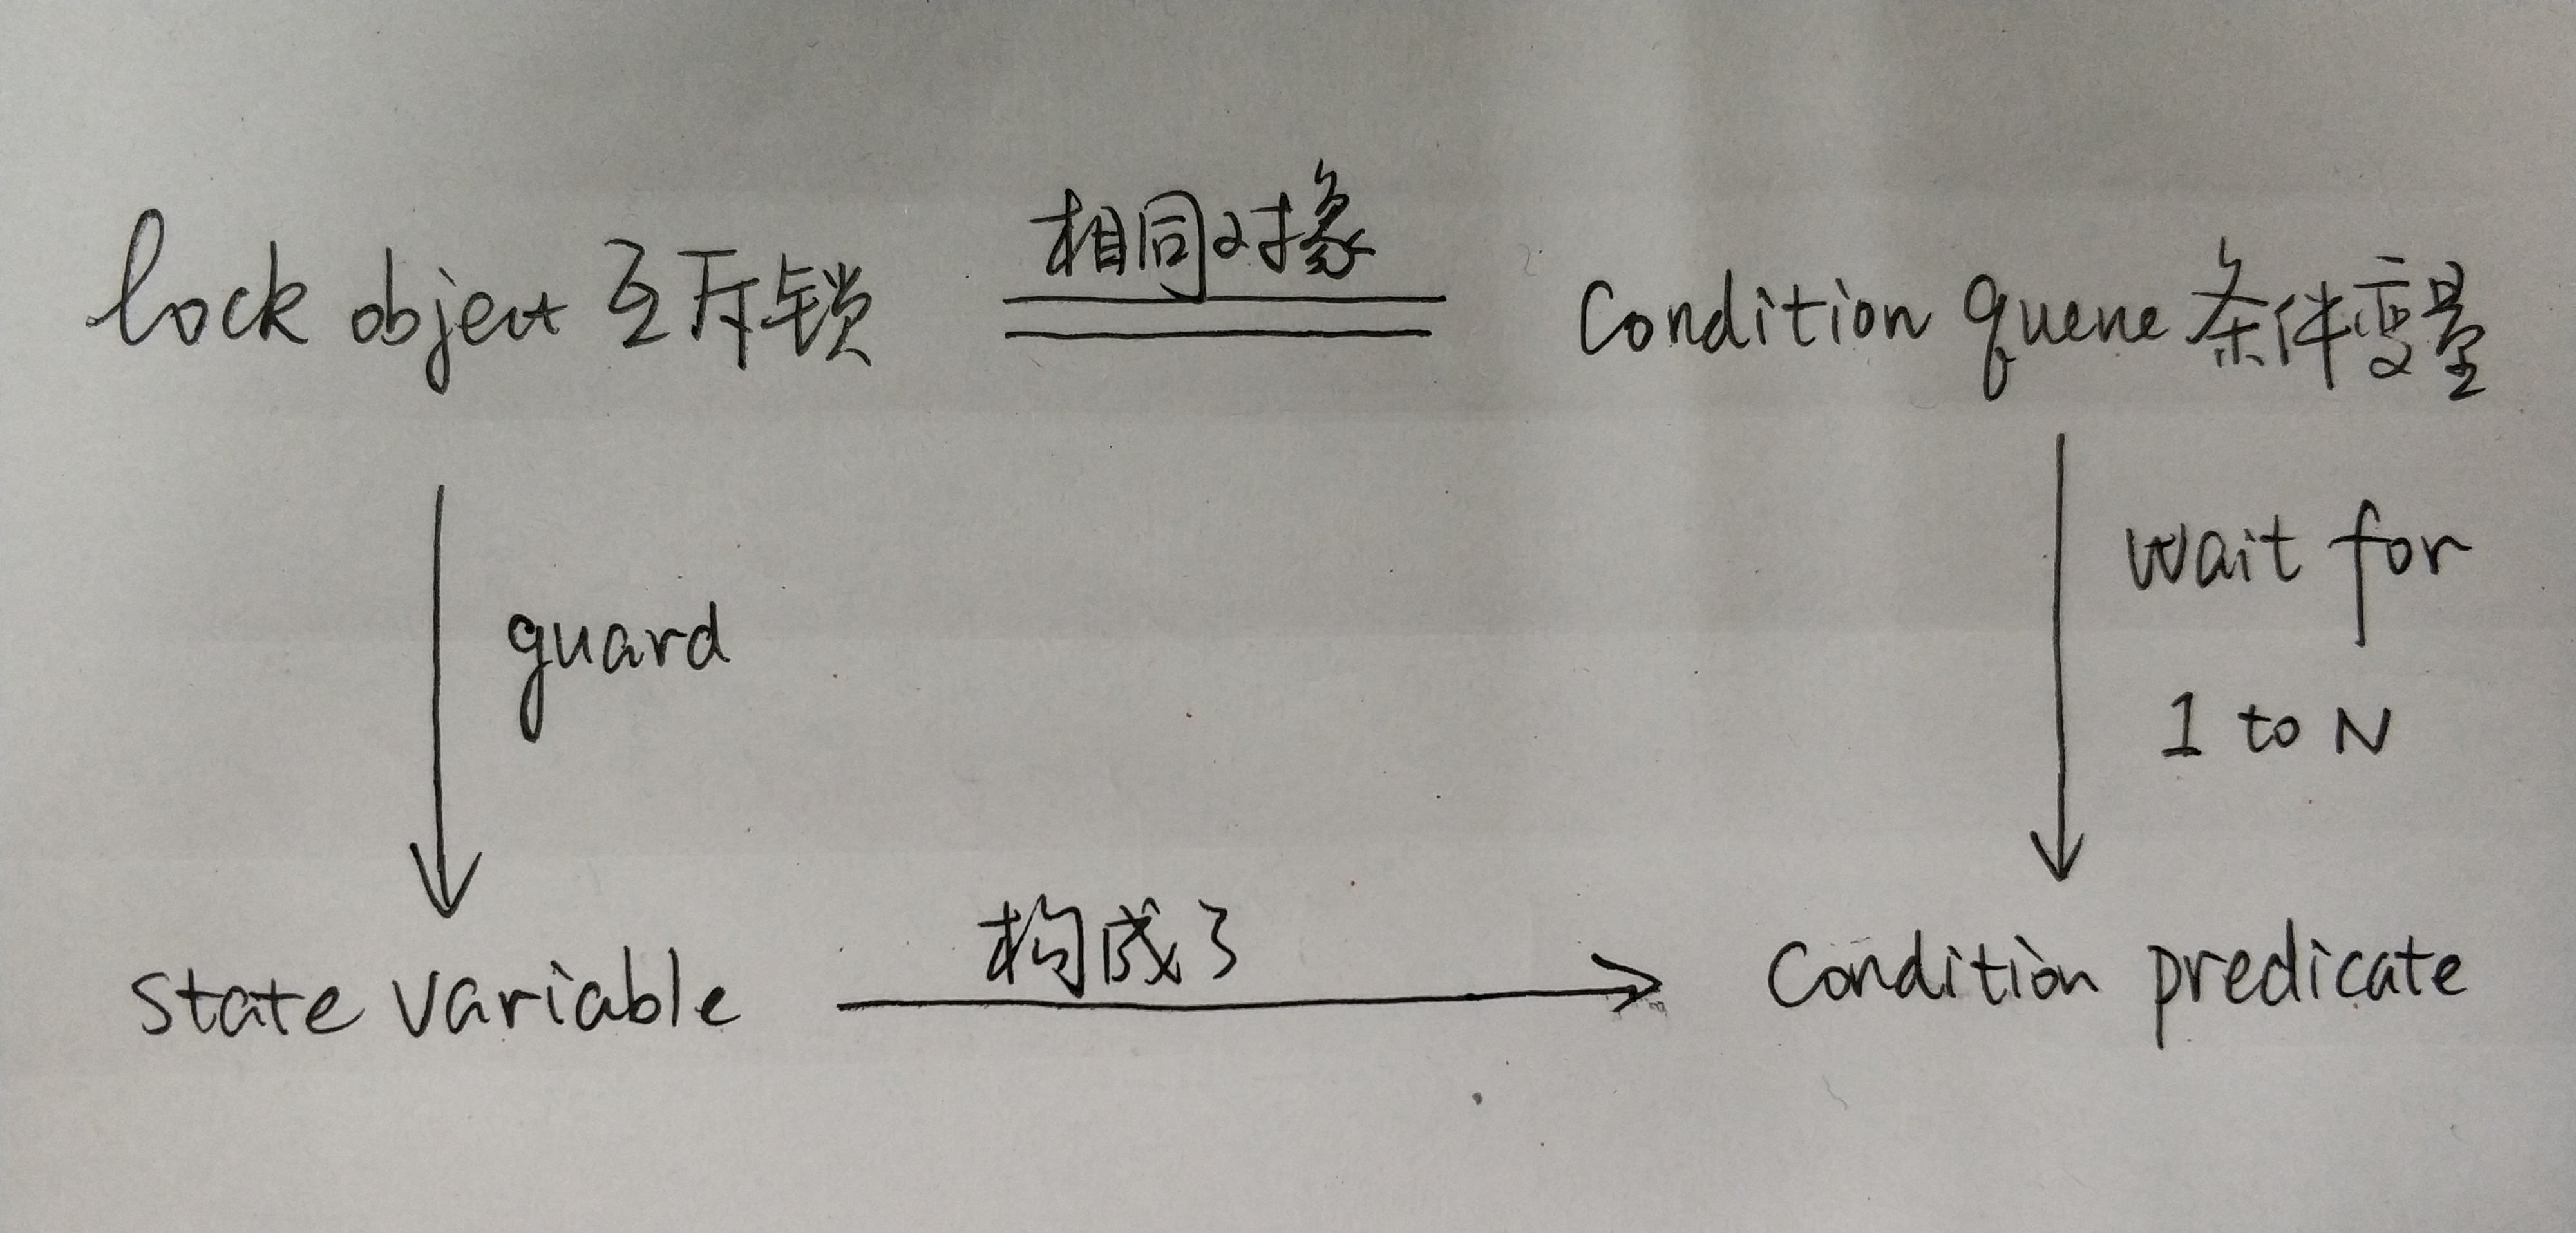 相同对象
lock object 互斥锁 Condition queue 条件变量
guard
wait for
1 to N
构成了
state variable Condition predicate